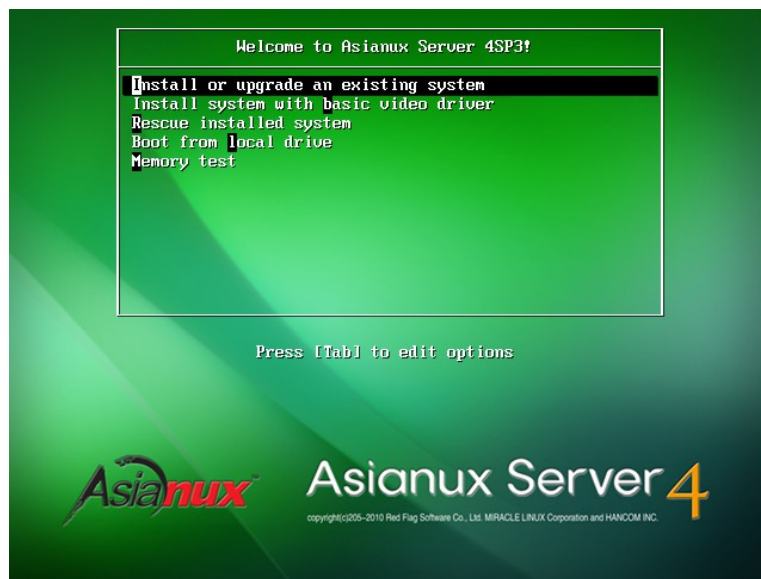 Welcome to Asianux Server 4SP3!
Install or upgrade an existing system
Install system with basic video driver
Rescue installed system
Boot from local drive
Memory test
Press [Tab] to edit options
Asianux
Asianux Server 4
copyright(c)205-2010 Red Flag Software Co., Ltd. MIRACLE LINUX Corporation and HANCOM INC.